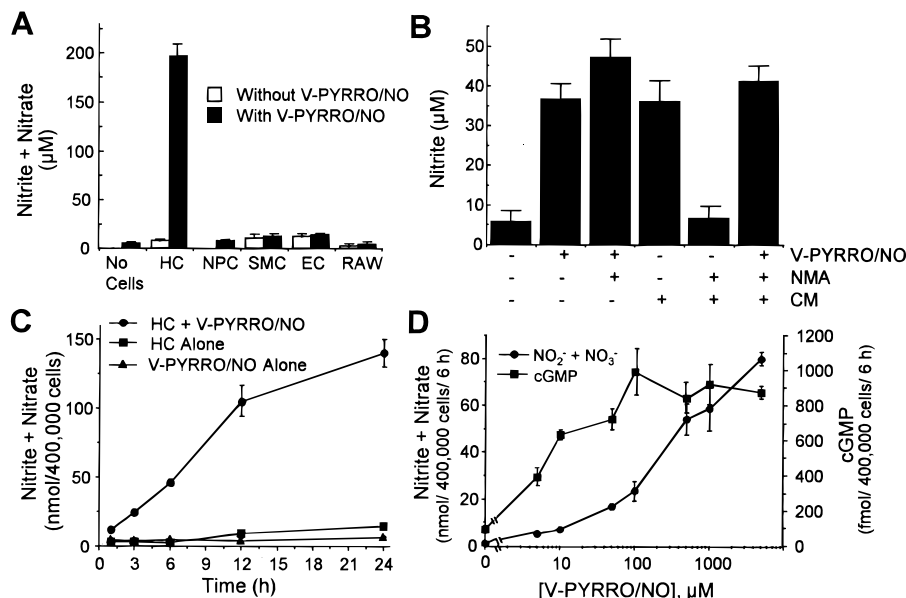 A
Nitrite + Nitrate
(µM)
200
150
100
50
0
Without V-PYRRO/NO
With V-PYRRO/NO
No
Cells
HC
NPC
SMC
EC
RAW
B
Nitrite (µM)
50
40
30
20
10
0
- + + - - + V-PYRRO/NO
- - + - + + NMA
- - - + + + CM
C
Nitrite + Nitrate
(nmol/400,000 cells)
150
100
50
0
HC + V-PYRRO/NO
HC Alone
V-PYRRO/NO Alone
0 3 6 9 12 15 18 21 24
Time (h)
D
Nitrite + Nitrate
(nmol/ 400,000 cells/ 6 h)
80
60
40
20
0
NO₂⁻ + NO₃⁻
cGMP
1200
1000
800
600
400
200
0
cGMP
(fmol/ 400,000 cells/ 6 h)
0 10 100 1000
[V-PYRRO/NO], µM